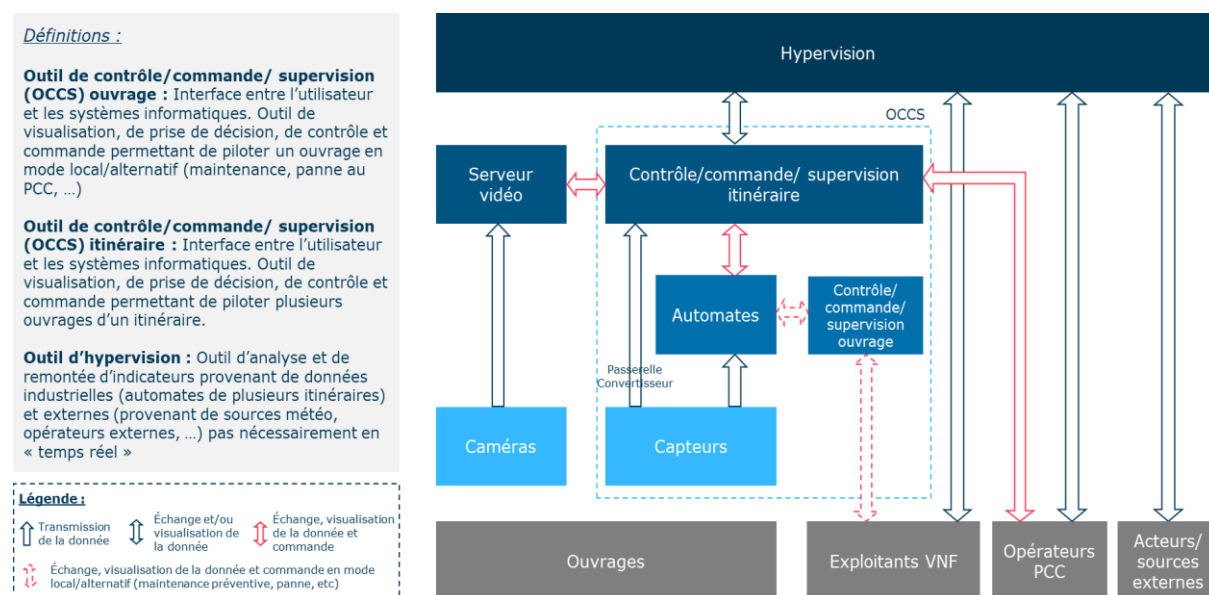 Définitions :
Outil de contrôle/commande/ supervision
(OCCS) ouvrage : Interface entre l'utilisateur
et les systèmes informatiques. Outil de
visualisation, de prise de décision, de contrôle et
commande permettant de piloter un ouvrage en
mode local/alternatif (maintenance, panne au
PCC, ...)
Outil de contrôle/commande/ supervision
(OCCS) itinéraire : Interface entre l'utilisateur
et les systèmes informatiques. Outil de
visualisation, de prise de décision, de contrôle et
commande permettant de piloter plusieurs
ouvrages d'un itinéraire.
Outil d'hypervision : Outil d'analyse et de
remontée d'indicateurs provenant de données
industrielles (automates de plusieurs itinéraires)
et externes (provenant de sources météo,
opérateurs externes, ...) pas nécessairement en
« temps réel »
Légende :
Transmission
de la donnée
Échange et/ou
visualisation de
la donnée
Échange, visualisation
de la donnée et
commande
Échange, visualisation de la donnée et commande en mode
local/alternatif (maintenance préventive, panne, etc)
Hypervision
OCCS
Serveur
vidéo
Contrôle/commande/ supervision
itinéraire
Automates
Contrôle/
commande/
supervision
ouvrage
Passerelle
Convertisseur
Caméras
Capteurs
Ouvrages
Exploitants VNF
Opérateurs
PCC
Acteurs/
sources
externes